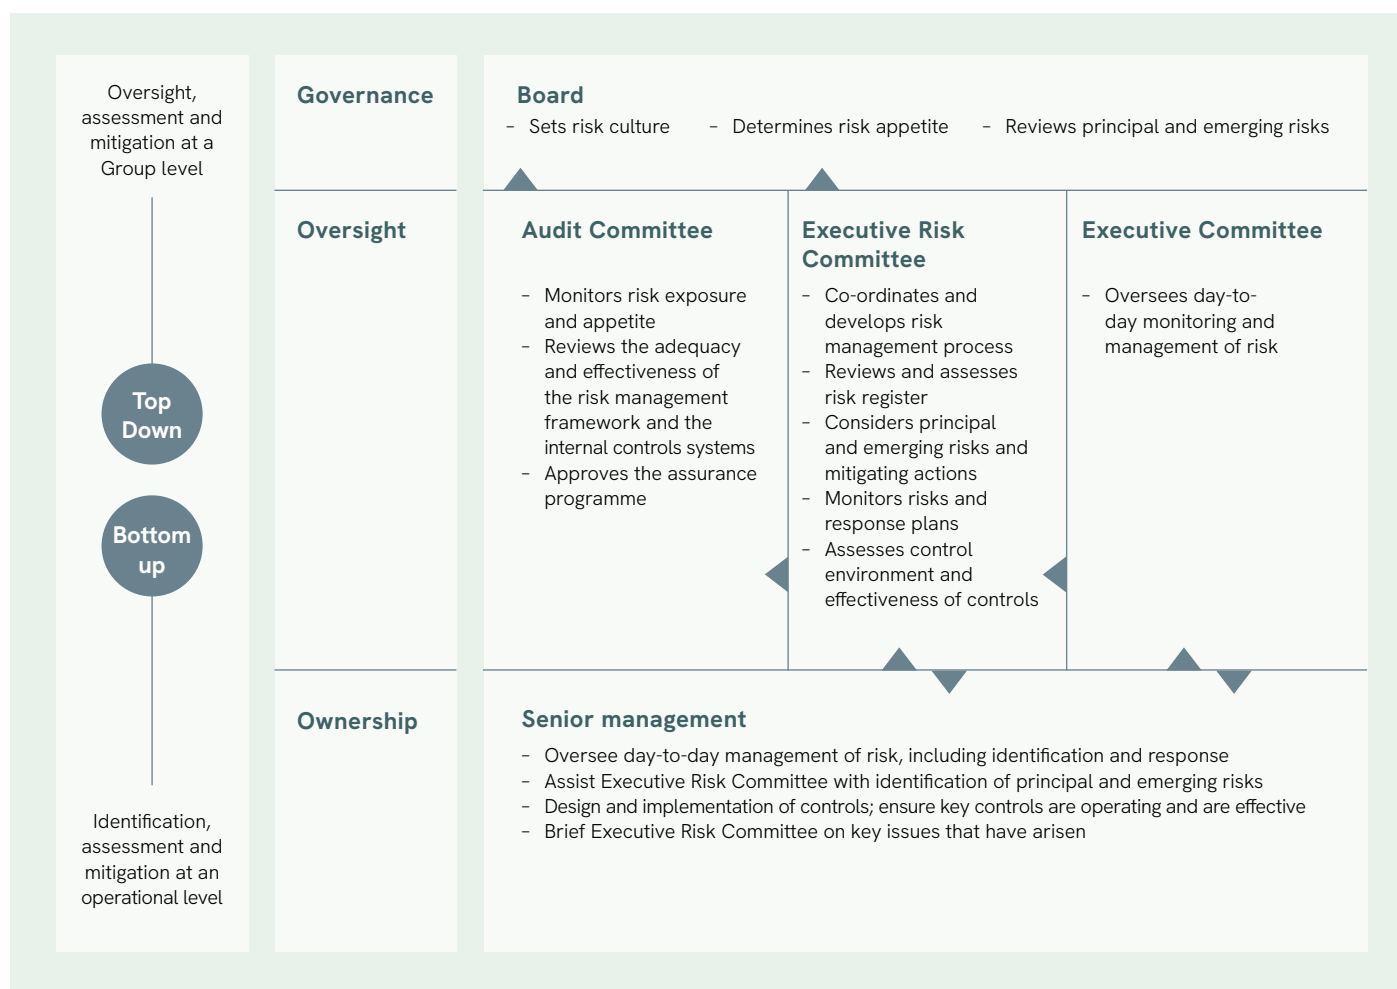 Oversight,
assessment and
mitigation at a
Group level
Top
Down
Bottom
up
Identification,
assessment and
mitigation at an
operational level
Governance
Board
– Sets risk culture – Determines risk appetite – Reviews principal and emerging risks
Oversight
Audit Committee
– Monitors risk exposure
and appetite
– Reviews the adequacy
and effectiveness of
the risk management
framework and the
internal controls systems
– Approves the assurance
programme
Executive Risk
Committee
– Co-ordinates and
develops risk
management process
– Reviews and assesses
risk register
– Considers principal
and emerging risks and
mitigating actions
– Monitors risks and
response plans
– Assesses control
environment and
effectiveness of controls
Executive Committee
– Oversees day-to-
day monitoring and
management of risk
Ownership
Senior management
– Oversee day-to-day management of risk, including identification and response
– Assist Executive Risk Committee with identification of principal and emerging risks
– Design and implementation of controls; ensure key controls are operating and are effective
– Brief Executive Risk Committee on key issues that have arisen